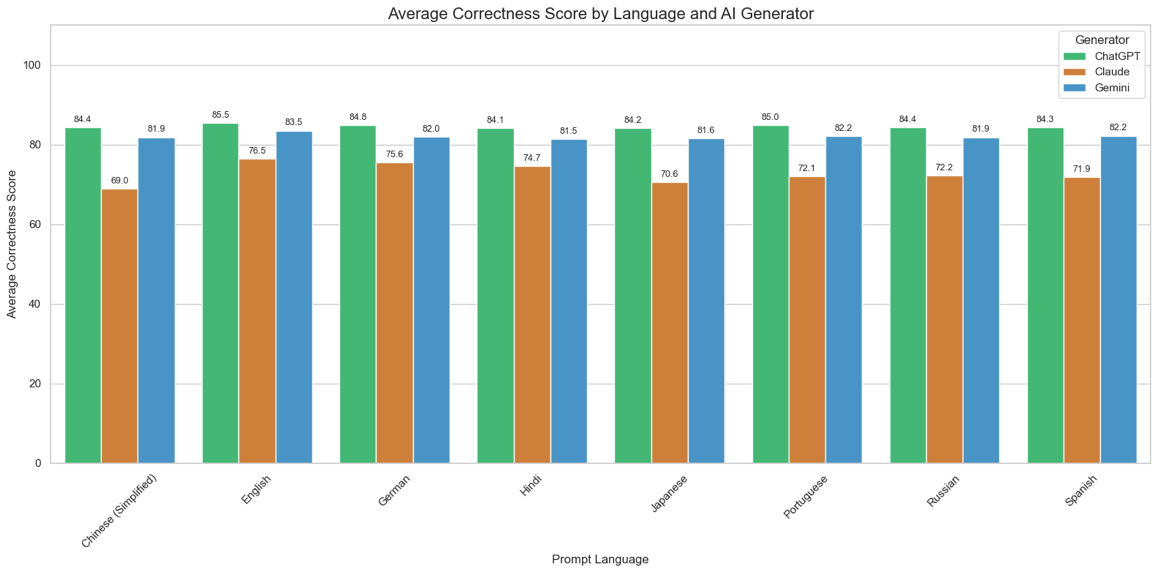 Average Correctness Score by Language and AI Generator
Generator
ChatGPT
Claude
Gemini
Average Correctness Score
100
80
60
40
20
0
84.4 69.0 81.9
85.5 76.5 83.5
84.8 75.6 82.0
84.1 74.7 81.5
84.2 70.6 81.6
85.0 72.1 82.2
84.4 72.2 81.9
84.3 71.9 82.2
Chinese (Simplified)
English
German
Hindi
Japanese
Portuguese
Russian
Spanish
Prompt Language